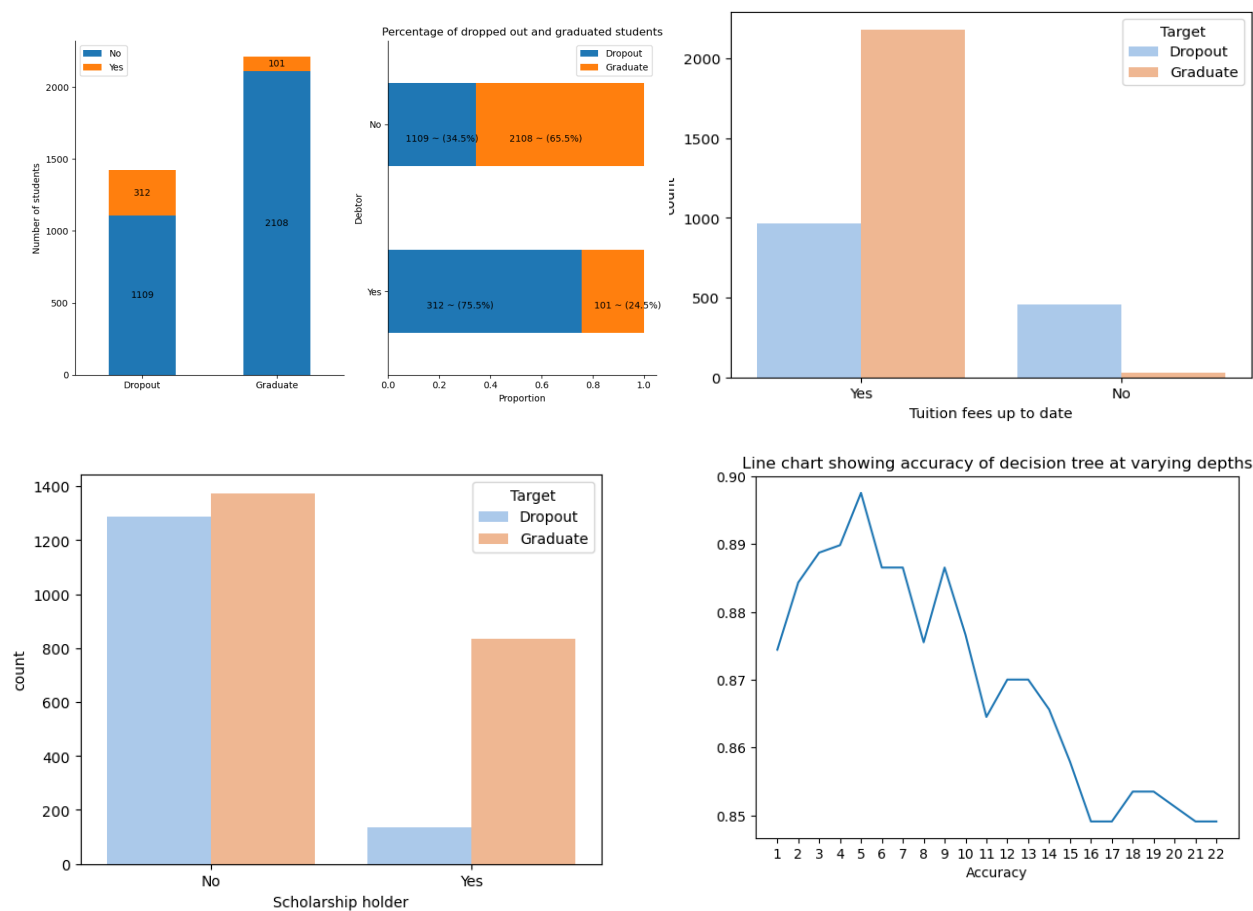 No
Yes
2000
1500
1000
500
0
Number of students
101
312
2108
1109
Dropout
Graduate
Percentage of dropped out and graduated students
Dropout
Graduate
No
1109 ~ (34.5%)
2108 ~ (65.5%)
Debtor
Yes
312 ~ (75.5%)
101 ~ (24.5%)
0.0 0.2 0.4 0.6 0.8 1.0
Proportion
Target
Dropout
Graduate
2000
1500
1000
500
0
count
Yes
No
Tuition fees up to date
1400
1200
1000
800
600
400
200
0
count
Target
Dropout
Graduate
No
Yes
Scholarship holder
Line chart showing accuracy of decision tree at varying depths
0.90
0.89
0.88
0.87
0.86
0.85
1 2 3 4 5 6 7 8 9 10 11 12 13 14 15 16 17 18 19 20 21 22
Accuracy